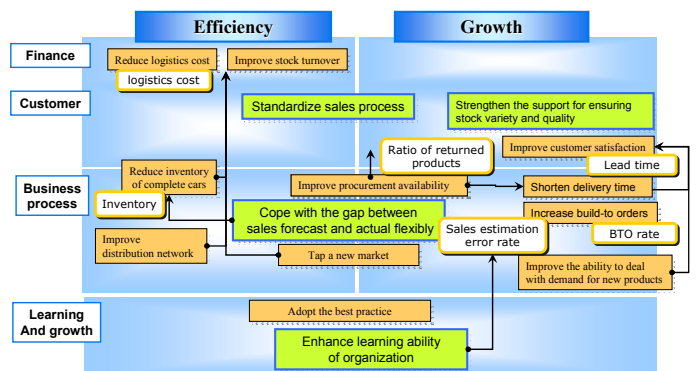 Efficiency
Growth
Finance
Reduce logistics cost
Improve stock turnover
logistics cost
Customer
Standardize sales process
Strengthen the support for ensuring
stock variety and quality
Ratio of returned
products
Improve customer satisfaction
Lead time
Business
process
Reduce inventory
of complete cars
Inventory
Improve procurement availability
Shorten delivery time
Cope with the gap between
sales forecast and actual flexibly
Sales estimation
error rate
Increase build-to orders
BTO rate
Improve
distribution network
Tap a new market
Improve the ability to deal
with demand for new products
Learning
And growth
Adopt the best practice
Enhance learning ability
of organization